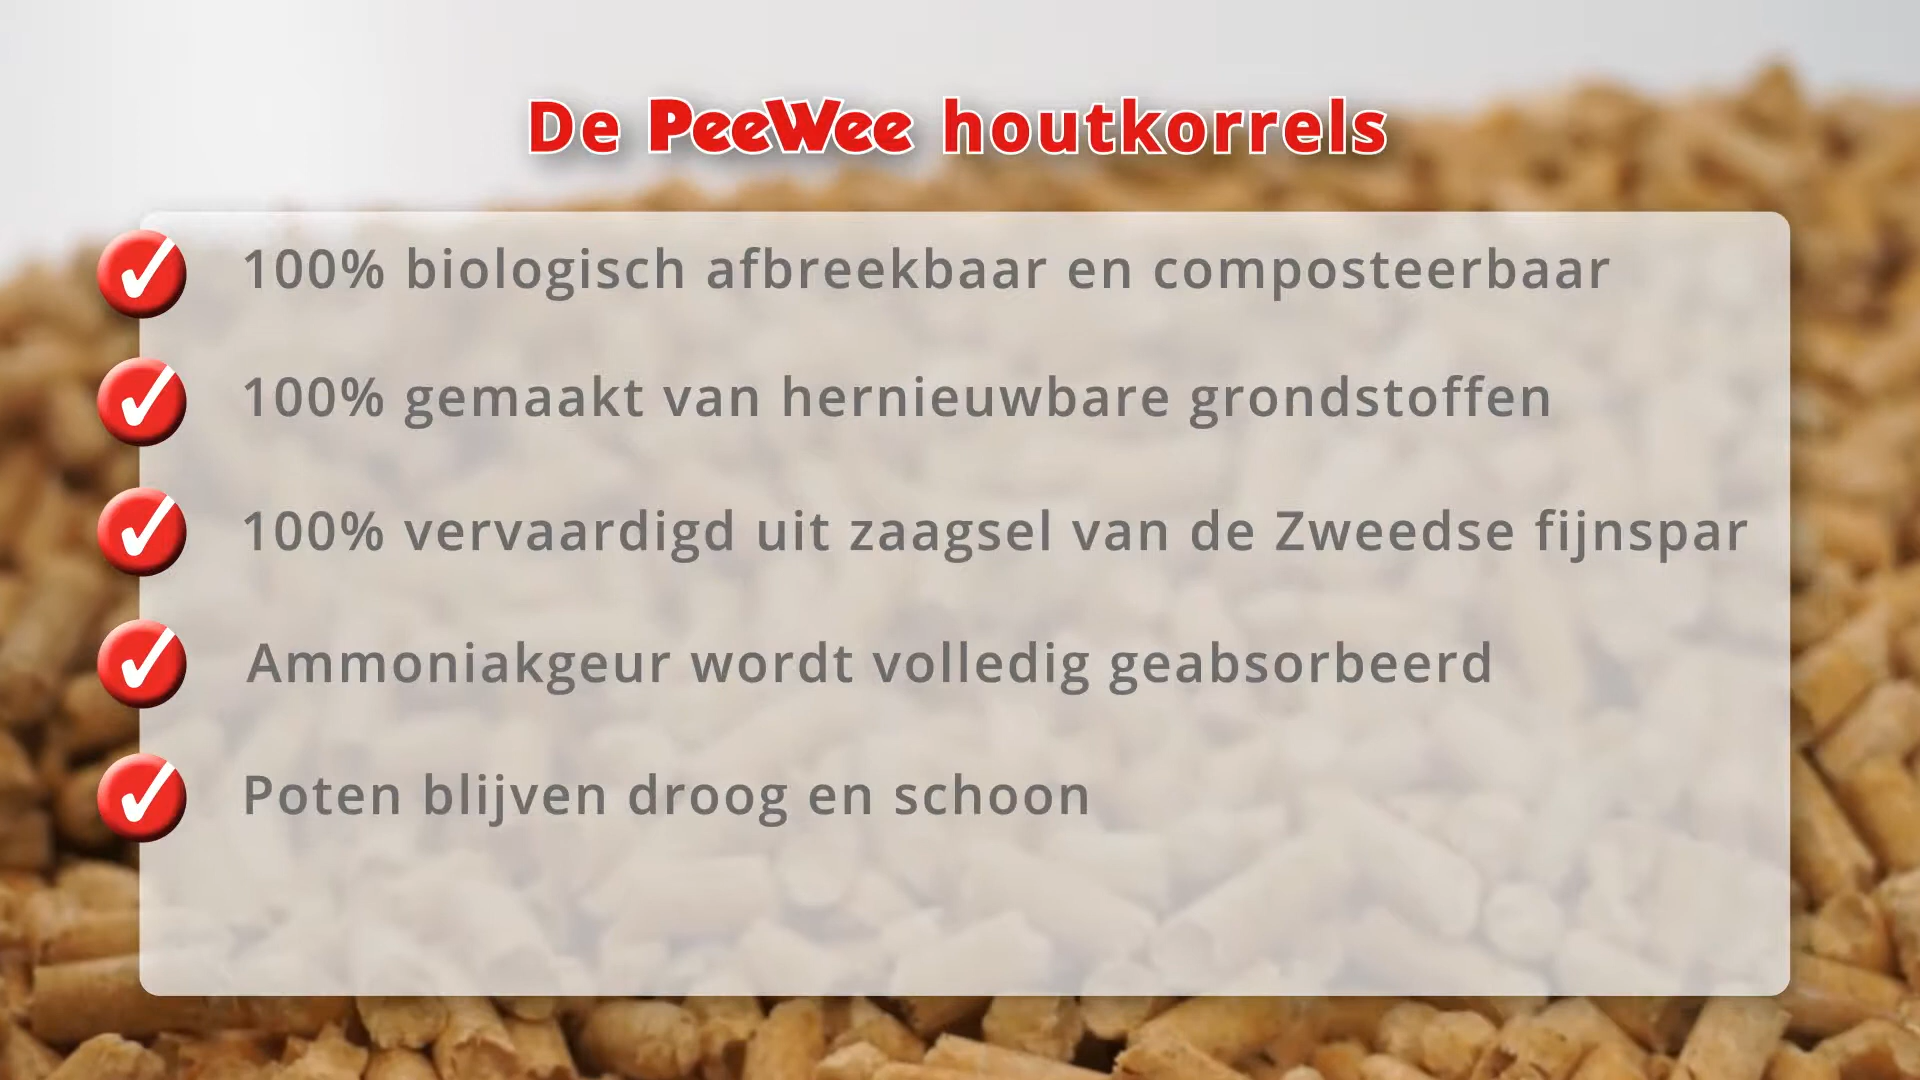 De PeeWee houtkorrels
100% biologisch afbreekbaar en composteerbaar
100% gemaakt van hernieuwbare grondstoffen
100% vervaardigd uit zaagsel van de Zweedse fijnspar
Ammoniakgeur wordt volledig geabsorbeerd
Poten blijven droog en schoon